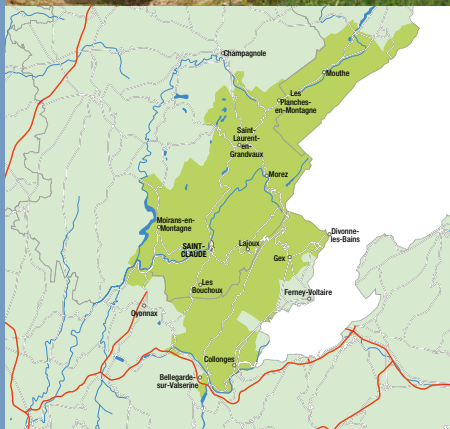 Champagnole
Mouthe
Les
Planches-
en-Montagne
Saint-
Laurent-
en-
Grandvaux
Morez
Moirans-en-
Montagne
SAINT-
CLAUDE
Lajoux
Divonne-
les-Bains
Gex
Les
Bouchoux
Ferney-Voltaire
Oyonnax
Collonges
Bellegarde-
sur-Valserine